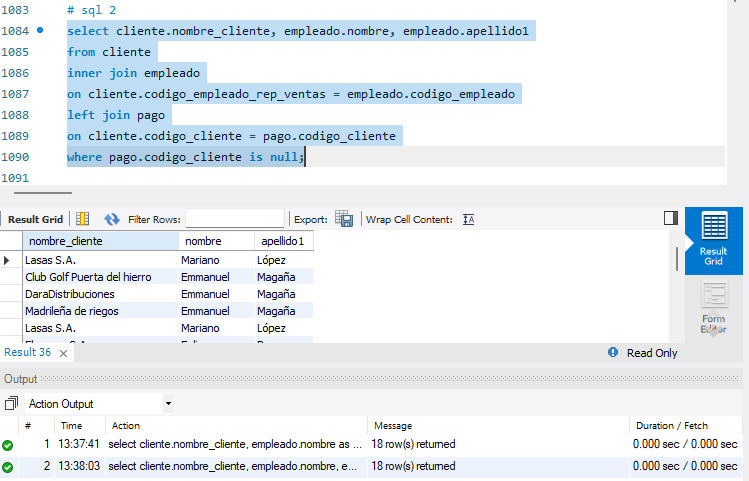 1083 # sql 2
1084 select cliente.nombre_cliente, empleado.nombre, empleado.apellido1
1085 from cliente
1086 inner join empleado
1087 on cliente.codigo_empleado_rep_ventas = empleado.codigo_empleado
1088 left join pago
1089 on cliente.codigo_cliente = pago.codigo_cliente
1090 where pago.codigo_cliente is null;
1091
Result Grid Filter Rows: Export: Wrap Cell Content: IA
nombre_cliente nombre apellido1
Lasas S.A. Mariano López
Club Golf Puerta del hierro Emmanuel Magaña
DaraDistribuciones Emmanuel Magaña
Madrileña de riegos Emmanuel Magaña
Lasas S.A. Mariano López
Result Grid
Form Editor
Result 36 × Read Only
Output
Action Output
# Time Action Message Duration / Fetch
1 13:37:41 select cliente.nombre_cliente, empleado.nombre as ... 18 row(s) returned 0.000 sec / 0.000 sec
2 13:38:03 select cliente.nombre_cliente, empleado.nombre, e... 18 row(s) returned 0.000 sec / 0.000 sec